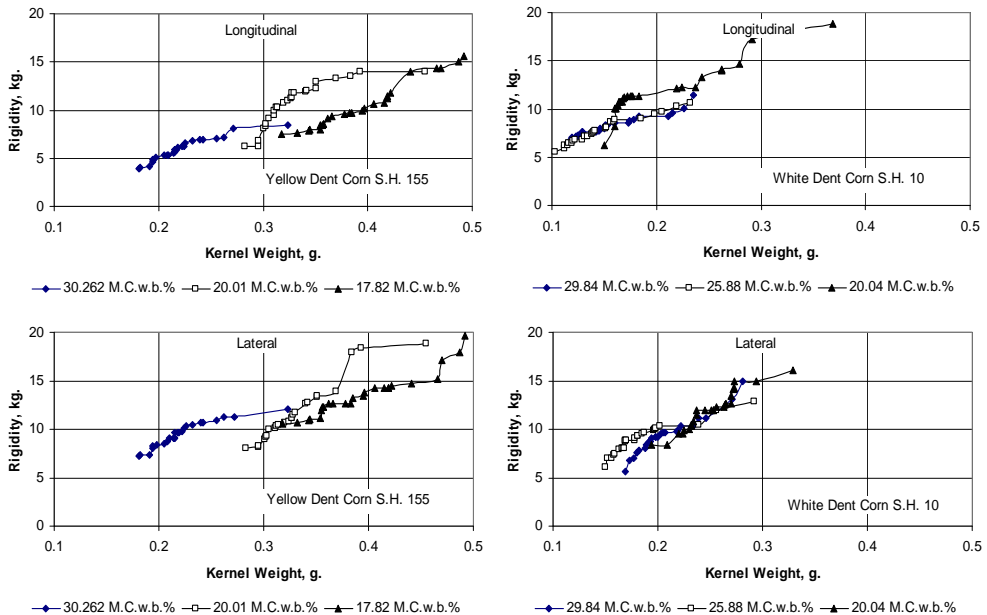 Longitudinal
Rigidity, kg.
20
15
10
5
0
Yellow Dent Corn S.H. 155
0.1 0.2 0.3 0.4 0.5
Kernel Weight, g.
30.262 M.C.w.b.% 20.01 M.C.w.b.% 17.82 M.C.w.b.%
Longitudinal
Rigidity, kg.
20
15
10
5
0
White Dent Corn S.H. 10
0.1 0.2 0.3 0.4 0.5
Kernel Weight, g.
29.84 M.C.w.b.% 25.88 M.C.w.b.% 20.04 M.C.w.b.%
Lateral
Rigidity, kg.
20
15
10
5
0
Yellow Dent Corn S.H. 155
0.1 0.2 0.3 0.4 0.5
Kernel Weight, g.
30.262 M.C.w.b.% 20.01 M.C.w.b.% 17.82 M.C.w.b.%
Lateral
Rigidity, kg.
20
15
10
5
0
White Dent Corn S.H. 10
0.1 0.2 0.3 0.4 0.5
Kernel Weight, g.
29.84 M.C.w.b.% 25.88 M.C.w.b.% 20.04 M.C.w.b.%